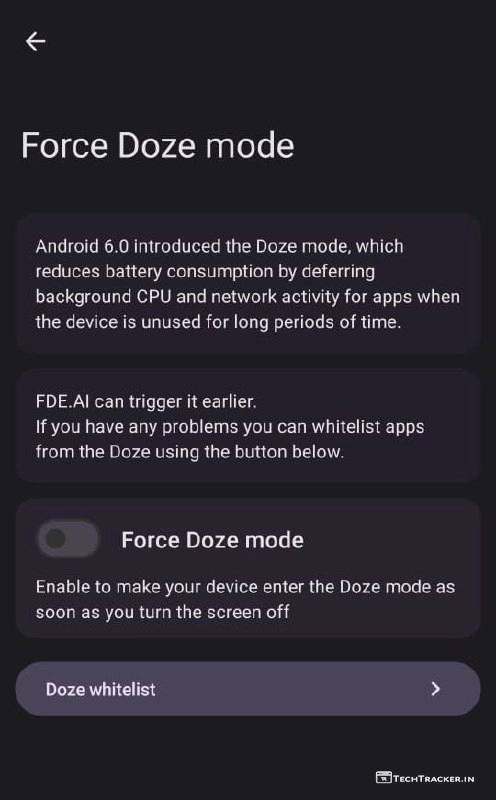 Force Doze mode
Android 6.0 introduced the Doze mode, which
reduces battery consumption by deferring
background CPU and network activity for apps when
the device is unused for long periods of time.
FDE.AI can trigger it earlier.
If you have any problems you can whitelist apps
from the Doze using the button below.
Force Doze mode
Enable to make your device enter the Doze mode as
soon as you turn the screen off
Doze whitelist
TECHTRACKER.IN